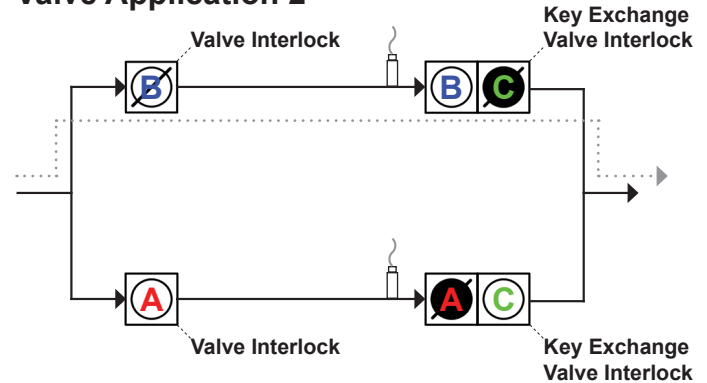 Valve Application 2
Key Exchange
Valve Interlock
Valve Interlock
B
B
C
A
A
C
Valve Interlock
Key Exchange
Valve Interlock